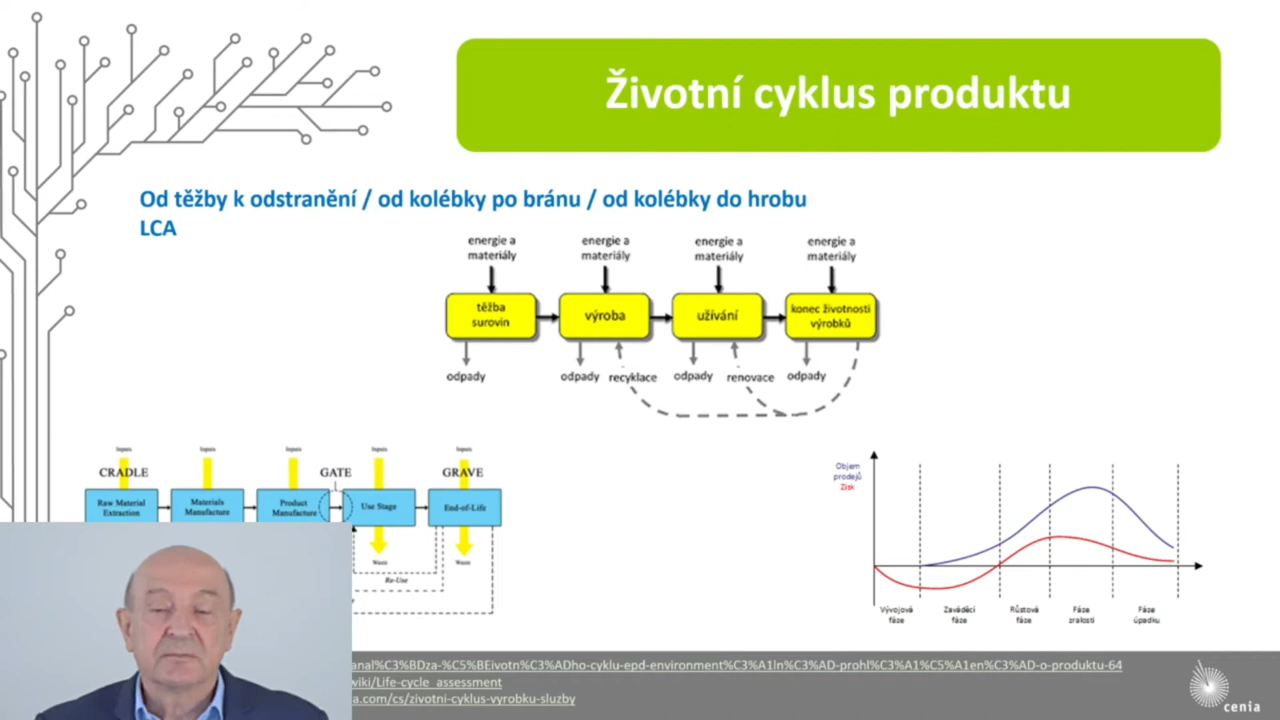 Životní cyklus produktu
Od těžby k odstranění / od kolébky po bránu / od kolébky do hrobu
LCA
energie a
materiály
energie a
materiály
energie a
materiály
energie a
materiály
těžba
surovin
výroba
užívání
konec životnosti
výrobků
odpady
odpady
recyklace
odpady
renovace
odpady
Inputs
Inputs
Inputs
Inputs
Inputs
CRADLE
GATE
GRAVE
Raw Material
Extraction
Materials
Manufacture
Product
Manufacture
Use Stage
End-of-Life
Waste
Waste
Re-Use
Objem
prodejů
Zisk
Vývojová
fáze
Zaváděcí
fáze
Růstová
fáze
Fáze
zralosti
Fáze
úpadku
anal%C3%BDza-%C5%BEivotn%C3%ADho-cyklu-epd-environment%C3%A1ln%C3%AD-prohl%C3%A1%C5%A1en%C3%AD-o-produktu-64
wiki/Life-cycle_assessment
a.com/cs/zivotni-cyklus-vyrobku-sluzby
cenia